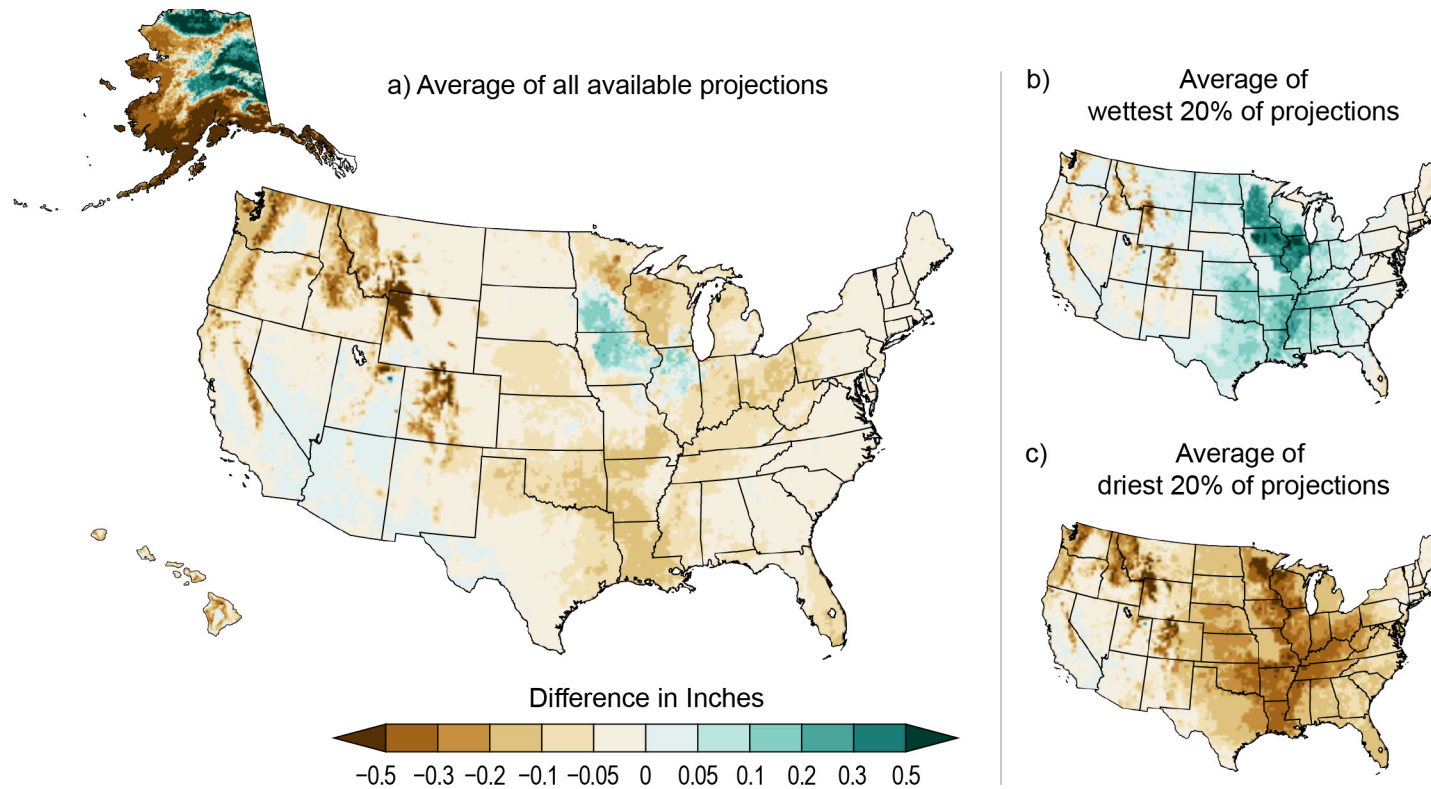 a) Average of all available projections
b) Average of
wettest 20% of projections
c) Average of
driest 20% of projections
Difference in Inches
−0.5 −0.3 −0.2 −0.1 −0.05 0 0.05 0.1 0.2 0.3 0.5